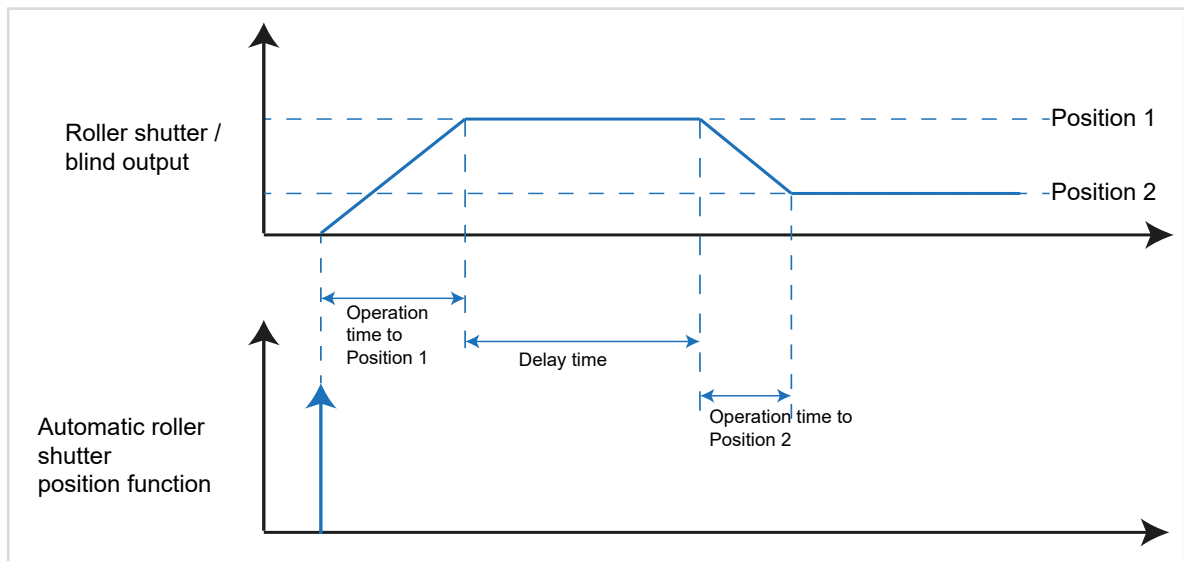 Roller shutter /
blind output
Position 1
Position 2
Operation
time to
Position 1
Delay time
Operation time to
Position 2
Automatic roller
shutter
position function